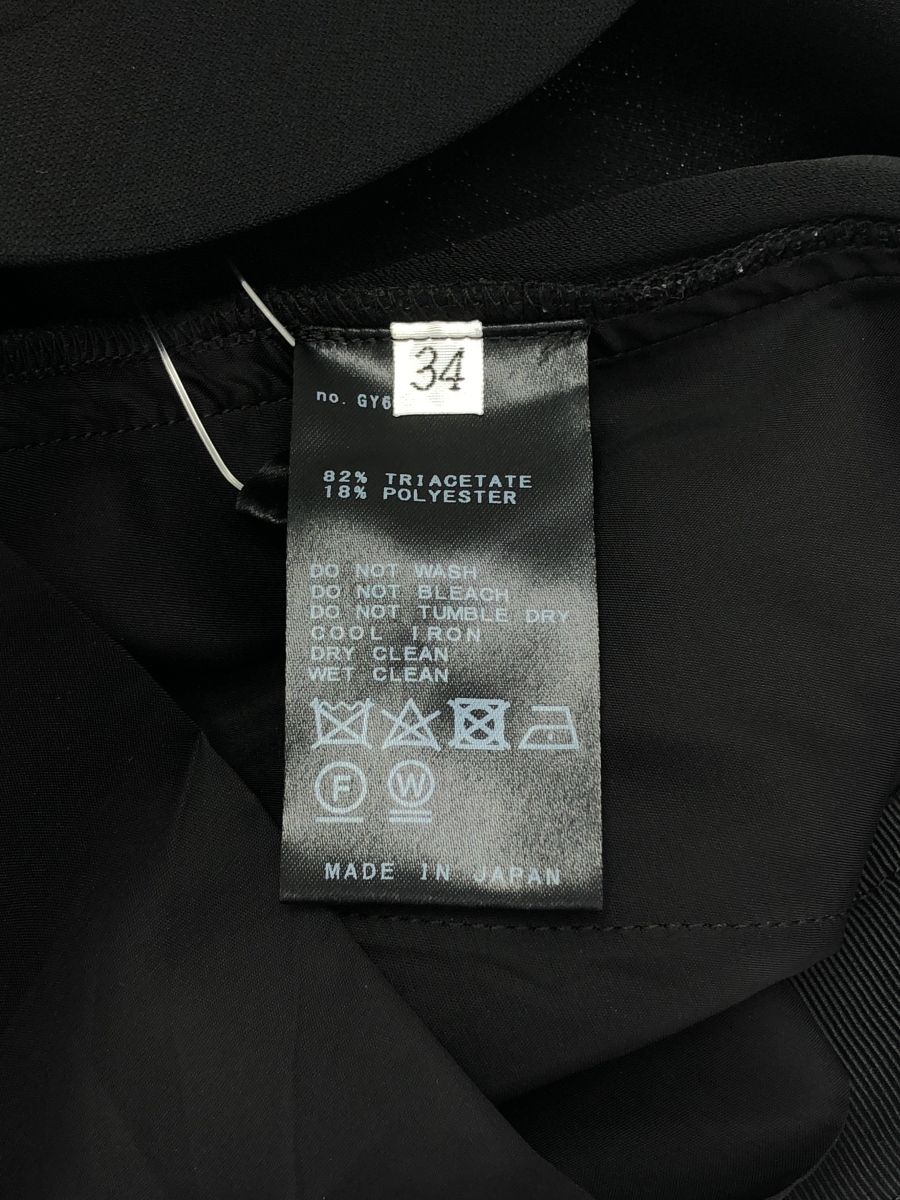 34
no. GY6
82% TRIACETATE
18% POLYESTER
DO NOT WASH
DO NOT BLEACH
DO NOT TUMBLE DRY
COOL IRON
DRY CLEAN
WET CLEAN
F W
MADE IN JAPAN